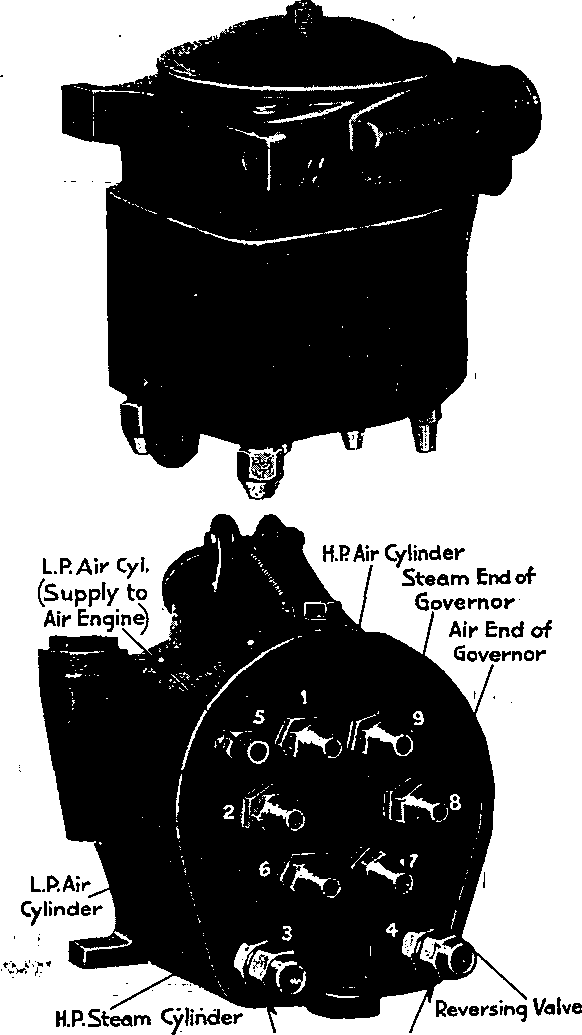 L.P. Air Cyl.
(Supply to
Air Engine)
H.P. Air Cylinder
Steam End of
Governor
Air End of
Governor
1
5
9
2
8
6
7
3
4
L.P. Air
Cylinder
H.P. Steam Cylinder
Reversing Valve